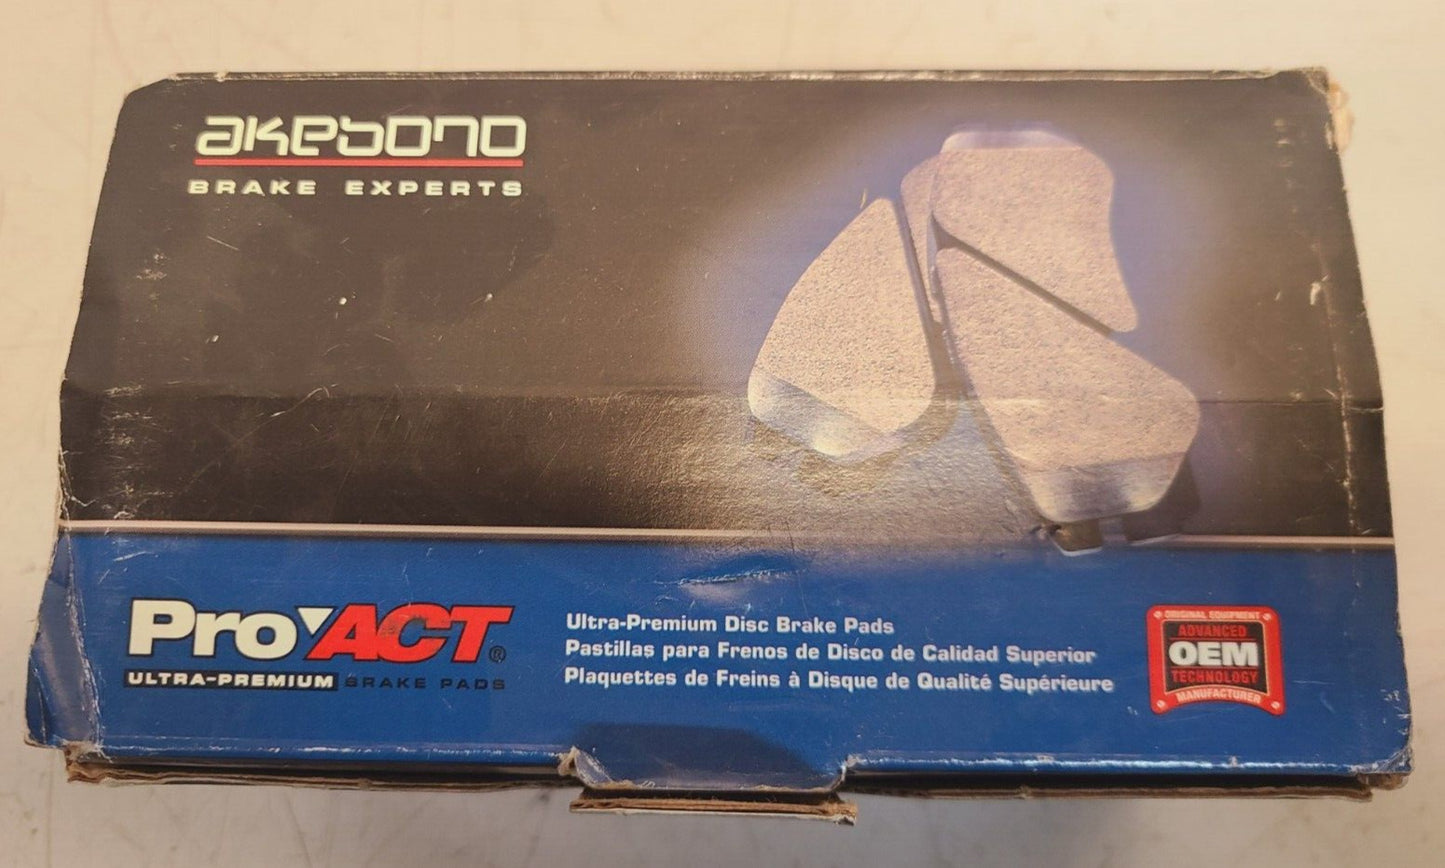 akebono
BRAKE EXPERTS
ProACT®
ULTRA-PREMIUM BRAKE PADS
Ultra-Premium Disc Brake Pads
Pastillas para Frenos de Disco de Calidad Superior
Plaquettes de Freins à Disque de Qualité Supérieure
ORIGINAL EQUIPMENT
ADVANCED
OEM
TECHNOLOGY
MANUFACTURER